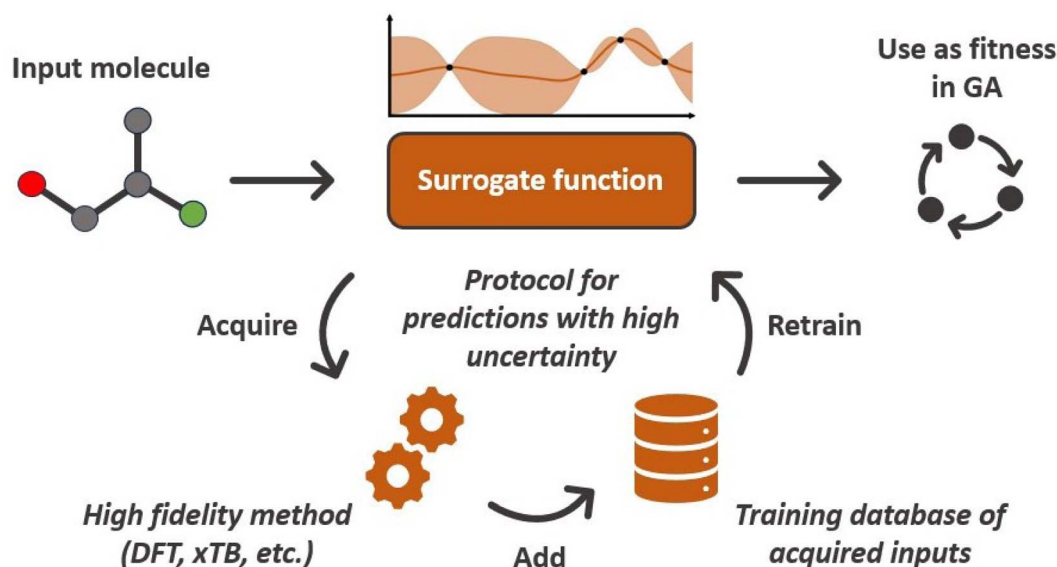 Input molecule
Use as fitness
in GA
Surrogate function
Protocol for
predictions with high
uncertainty
Acquire
Retrain
High fidelity method
(DFT, xTB, etc.)
Add
Training database of
acquired inputs